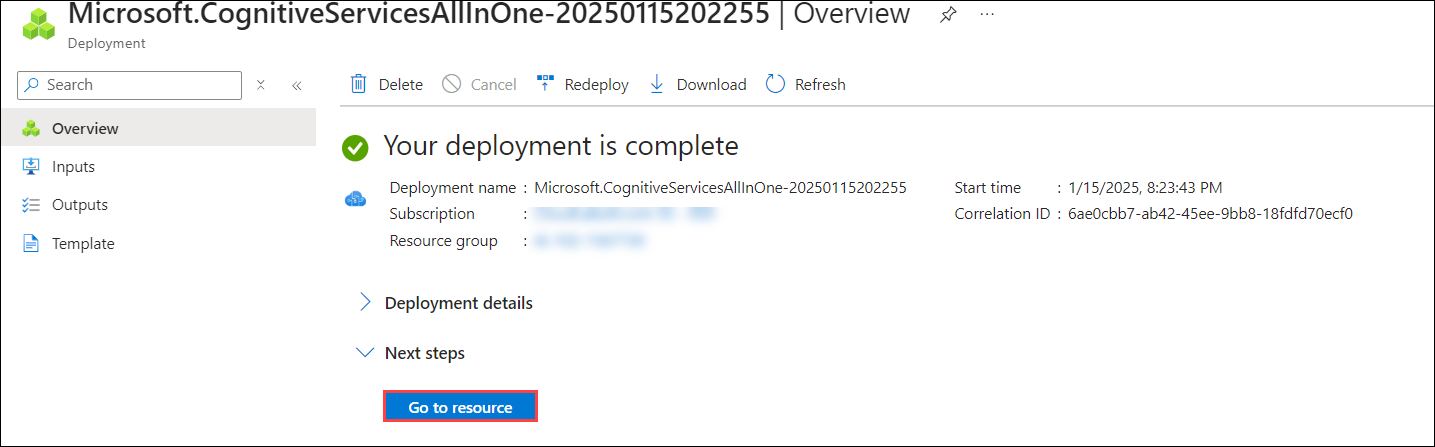 Microsoft.CognitiveServicesAllInOne-20250115202255 | Overview
Deployment
Search
Delete
Cancel
Redeploy
Download
Refresh
Overview
Inputs
Outputs
Template
Your deployment is complete
Deployment name : Microsoft.CognitiveServicesAllInOne-20250115202255
Subscription :
Resource group :
Start time : 1/15/2025, 8:23:43 PM
Correlation ID : 6ae0cbb7-ab42-45ee-9bb8-18fdfd70ecf0
Deployment details
Next steps
Go to resource